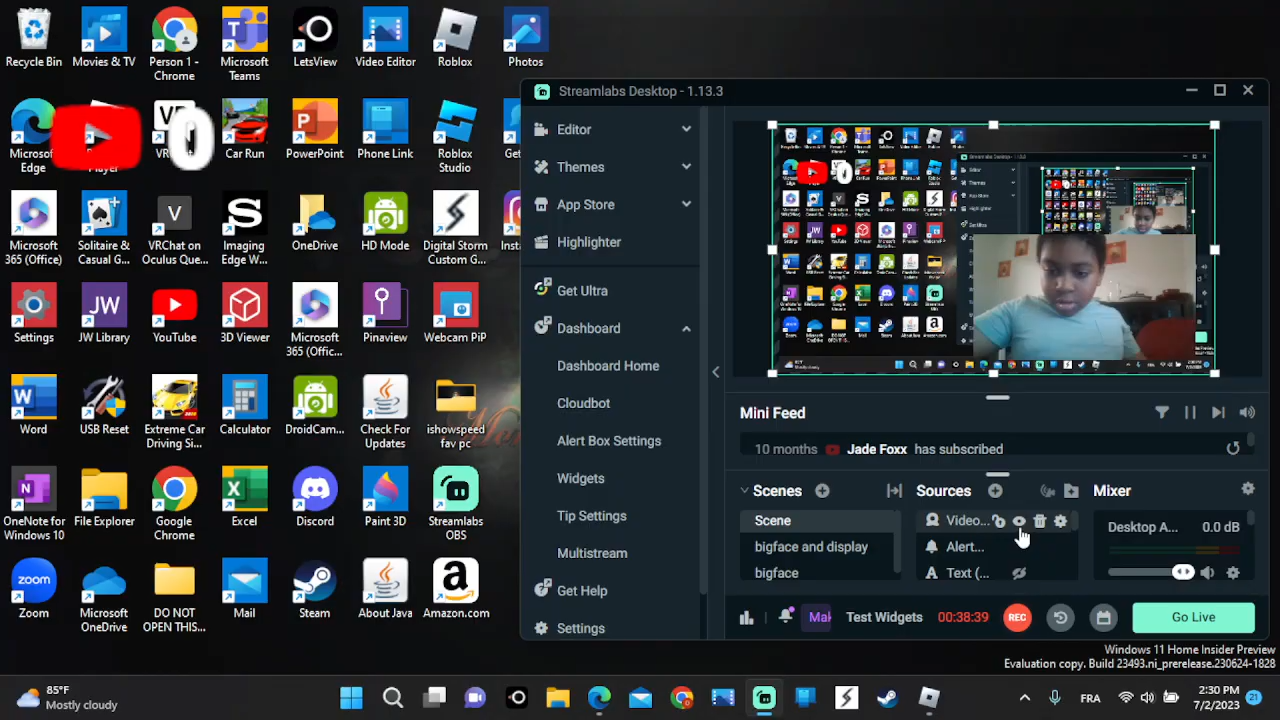 Recycle Bin
Movies & TV
Person 1 -
Chrome
Microsoft
Teams
LetsView
Video Editor
Roblox
Photos
Microsoft
Edge
Player
0
Car Run
PowerPoint
Phone Link
Roblox
Studio
Get
Microsoft
365 (Office)
Solitaire &
Casual G...
V
VRChat on
Oculus Que...
S
Imaging
Edge W...
OneDrive
HD Mode
Digital Storm
Custom G...
Inst
Settings
JW
JW Library
YouTube
3D Viewer
Microsoft
365 (Offic...
Pinaview
Webcam PiP
Word
USB Reset
Extreme Car
Driving Si...
Calculator
DroidCam...
Check For
Updates
ishowspeed
fav pc
OneNote for
Windows 10
File Explorer
Google
Chrome
Excel
Discord
Paint 3D
Streamlabs
OBS
zoom
Zoom
Microsoft
OneDrive
DO NOT
OPEN THIS...
Mail
Steam
About Java
Amazon.com
Streamlabs Desktop - 1.13.3
Editor
Themes
App Store
Highlighter
Get Ultra
Dashboard
Dashboard Home
Cloudbot
Alert Box Settings
Widgets
Tip Settings
Multistream
Get Help
Settings
Mini Feed
10 months Jade Foxx has subscribed
Scenes
Sources
Mixer
Scene
Video...
Desktop A... 0.0 dB
bigface and display
Alert...
bigface
Text (...
Mak
Test Widgets
00:38:39
REC
Go Live
Windows 11 Home Insider Preview
Evaluation copy. Build 23493.ni_prerelease.230624-1828
85°F
Mostly cloudy
FRA
2:30 PM
7/2/2023
21